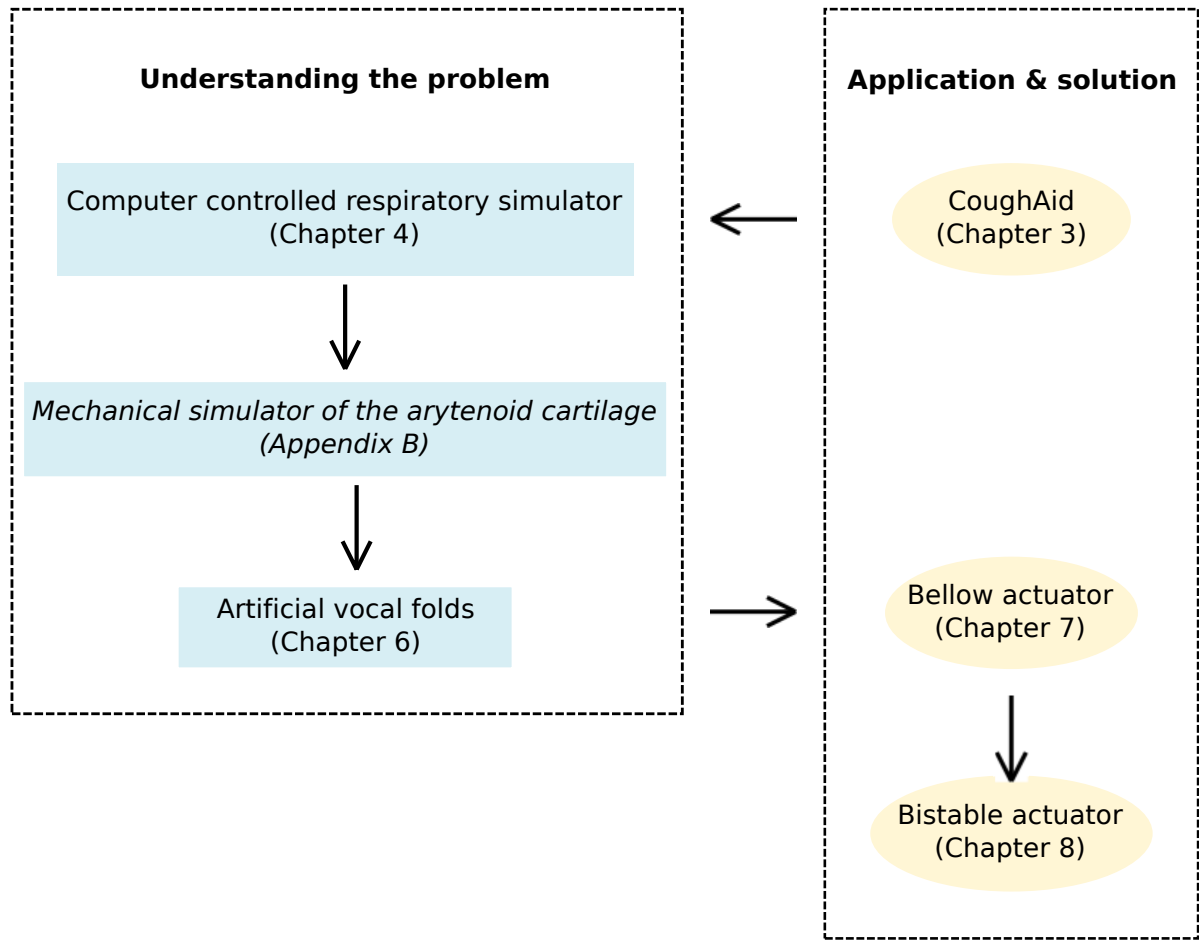 Understanding the problem
Computer controlled respiratory simulator
(Chapter 4)
Mechanical simulator of the arytenoid cartilage
(Appendix B)
Artificial vocal folds
(Chapter 6)
Application & solution
CoughAid
(Chapter 3)
Bellow actuator
(Chapter 7)
Bistable actuator
(Chapter 8)